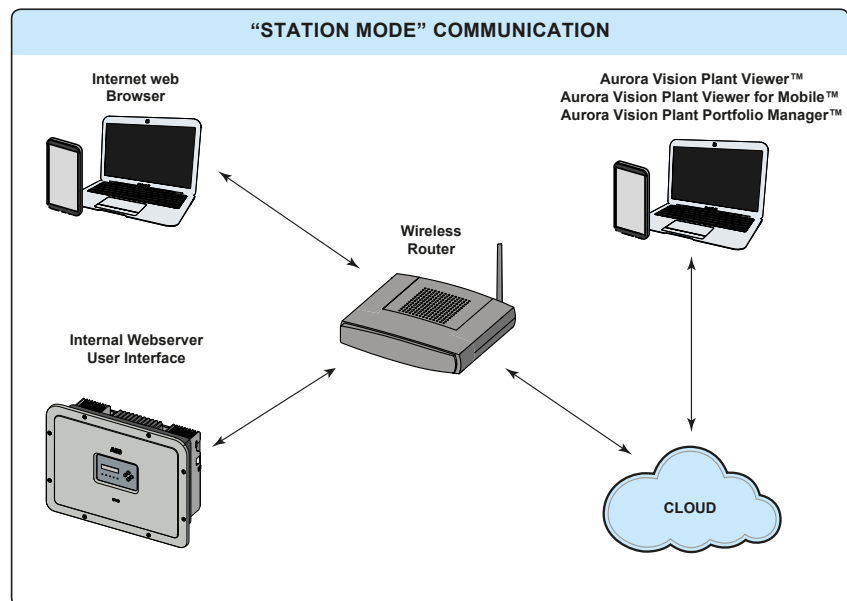 “STATION MODE” COMMUNICATION
Internet web
Browser
Aurora Vision Plant Viewer™
Aurora Vision Plant Viewer for Mobile™
Aurora Vision Plant Portfolio Manager™
Wireless
Router
Internal Webserver
User Interface
ABB
CLOUD